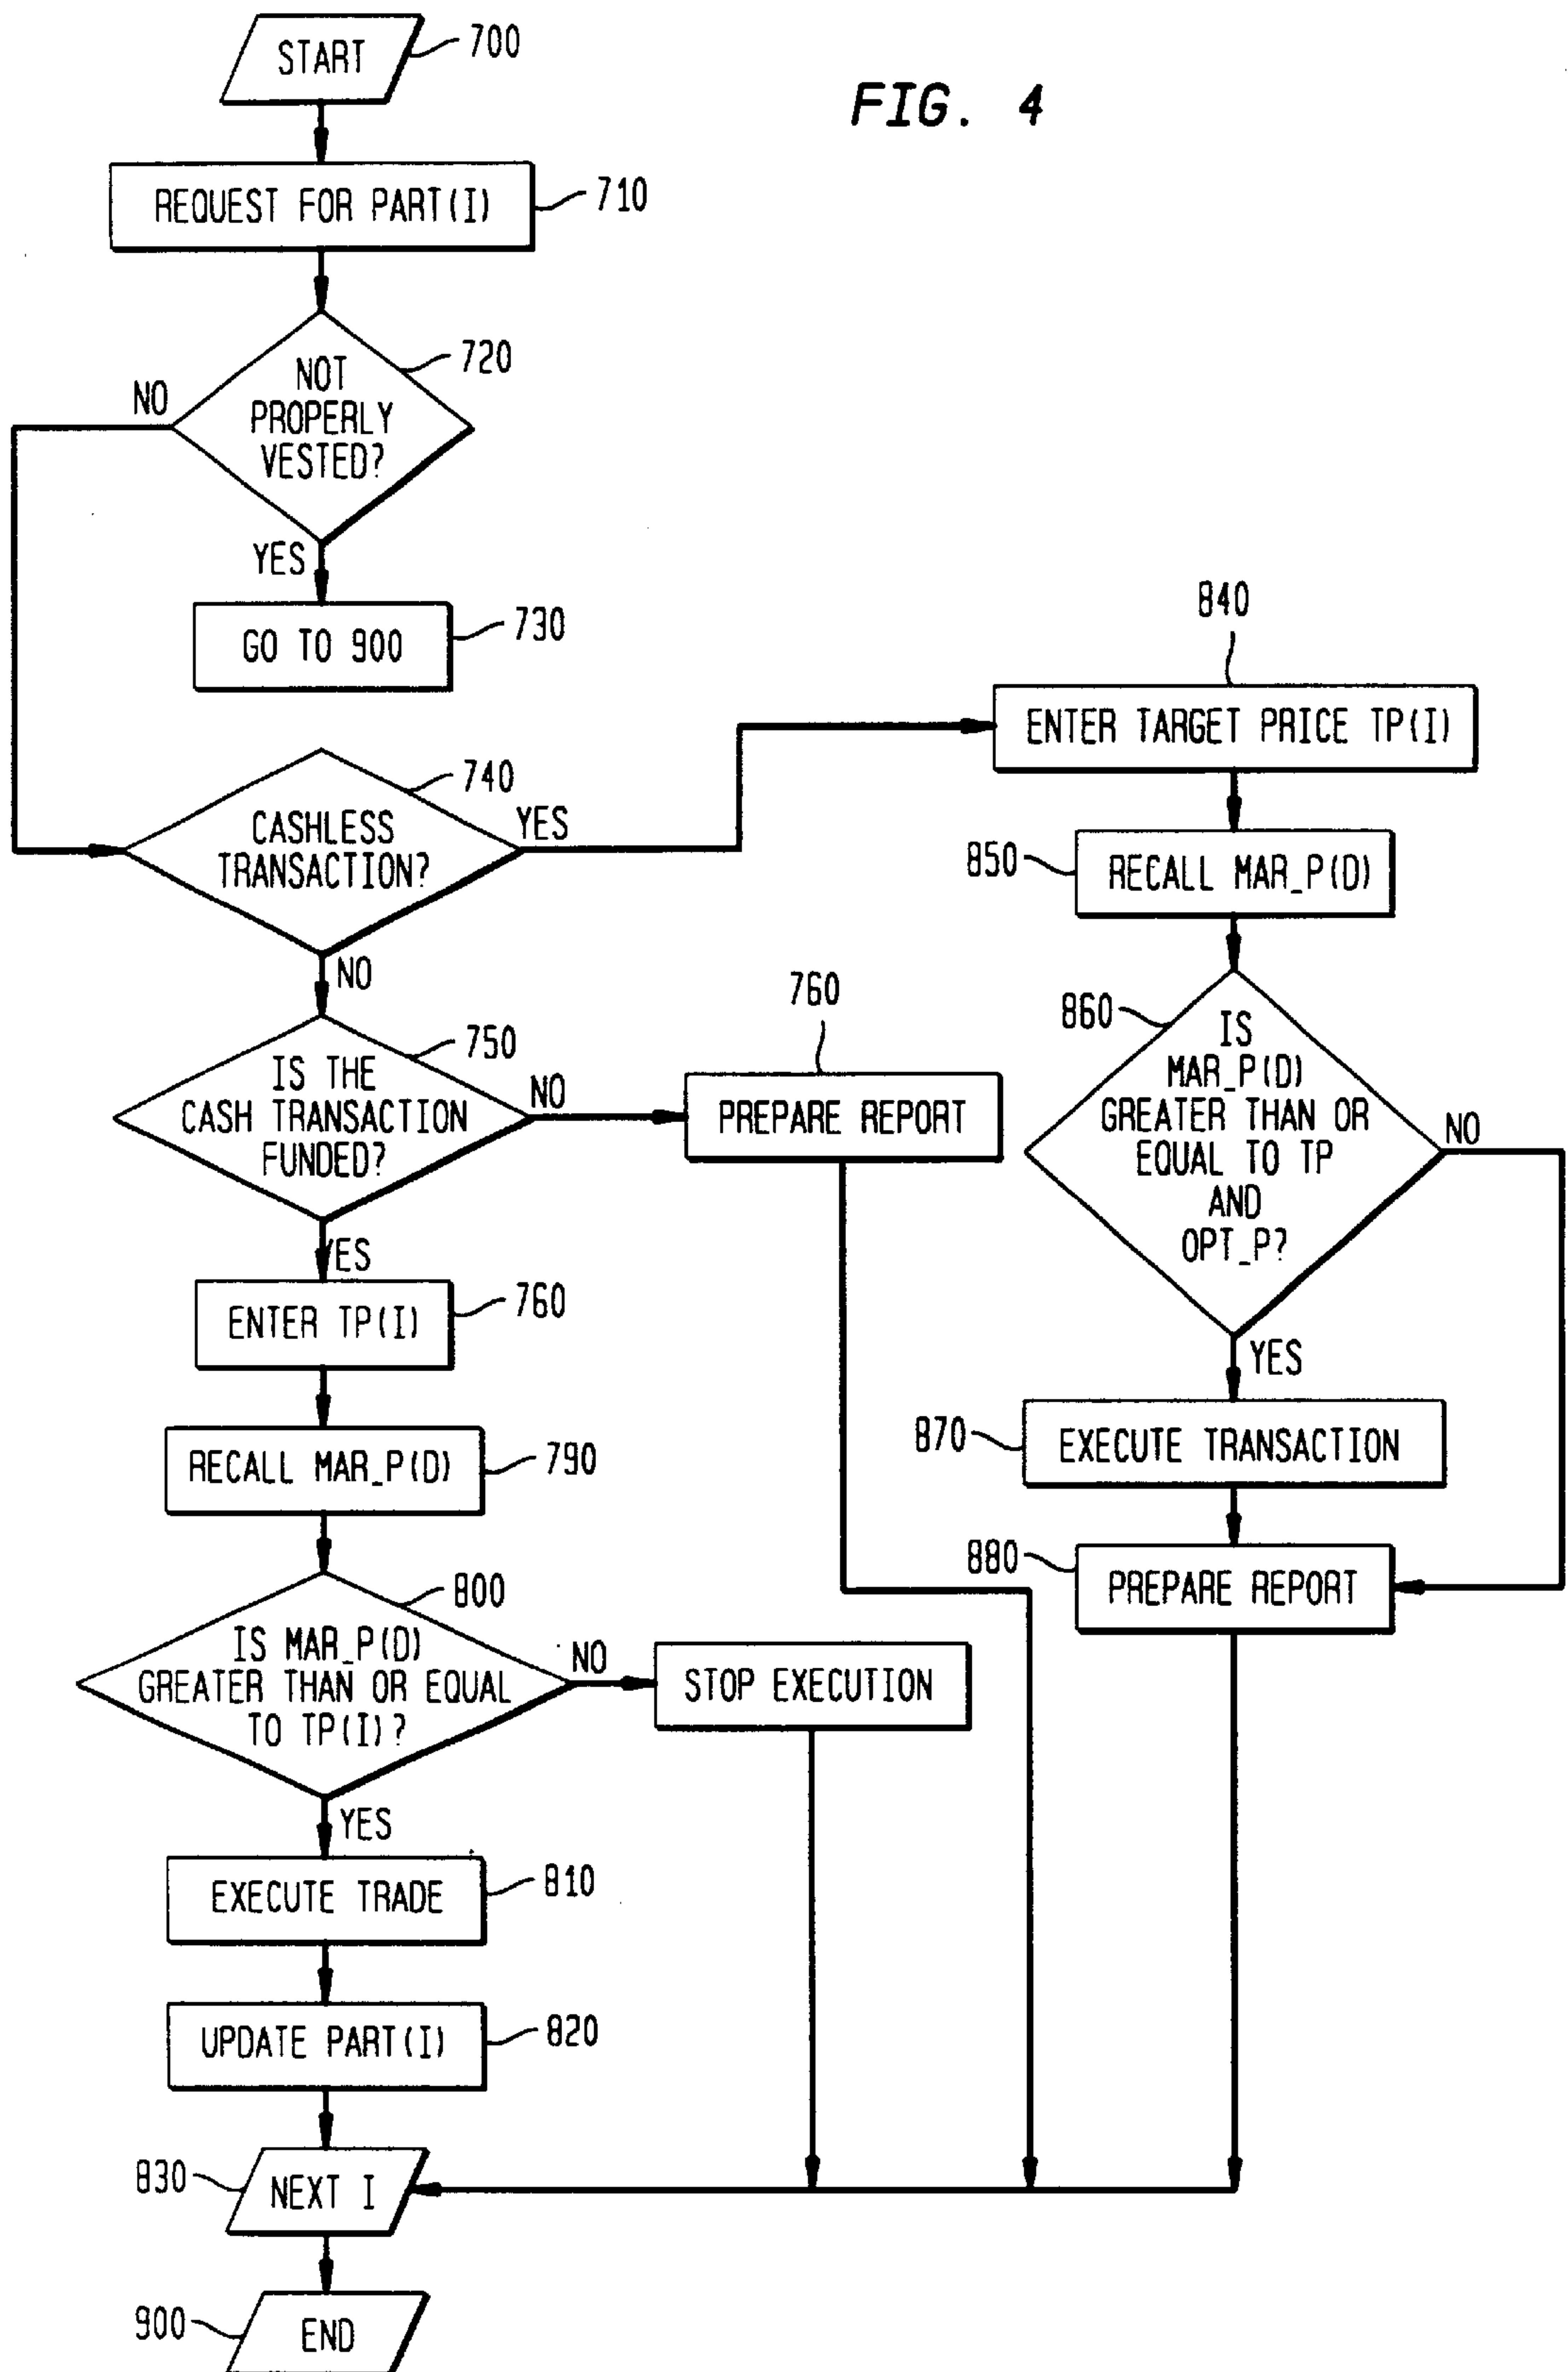 FIG. 4
START
700
REQUEST FOR PART(I)
710
NOT
PROPERLY
VESTED?
720
NO
YES
GO TO 900
730
CASHLESS
TRANSACTION?
740
YES
NO
IS THE
CASH TRANSACTION
FUNDED?
750
NO
YES
760
PREPARE REPORT
ENTER TP(I)
760
RECALL MAR_P(D)
790
IS MAR_P(D)
GREATER THAN OR EQUAL
TO TP(I)?
800
NO
STOP EXECUTION
YES
EXECUTE TRADE
810
UPDATE PART(I)
820
830
NEXT I
900
END
840
ENTER TARGET PRICE TP(I)
850
RECALL MAR_P(D)
860
IS
MAR_P(D)
GREATER THAN OR
EQUAL TO TP
AND
OPT_P?
NO
YES
870
EXECUTE TRANSACTION
880
PREPARE REPORT